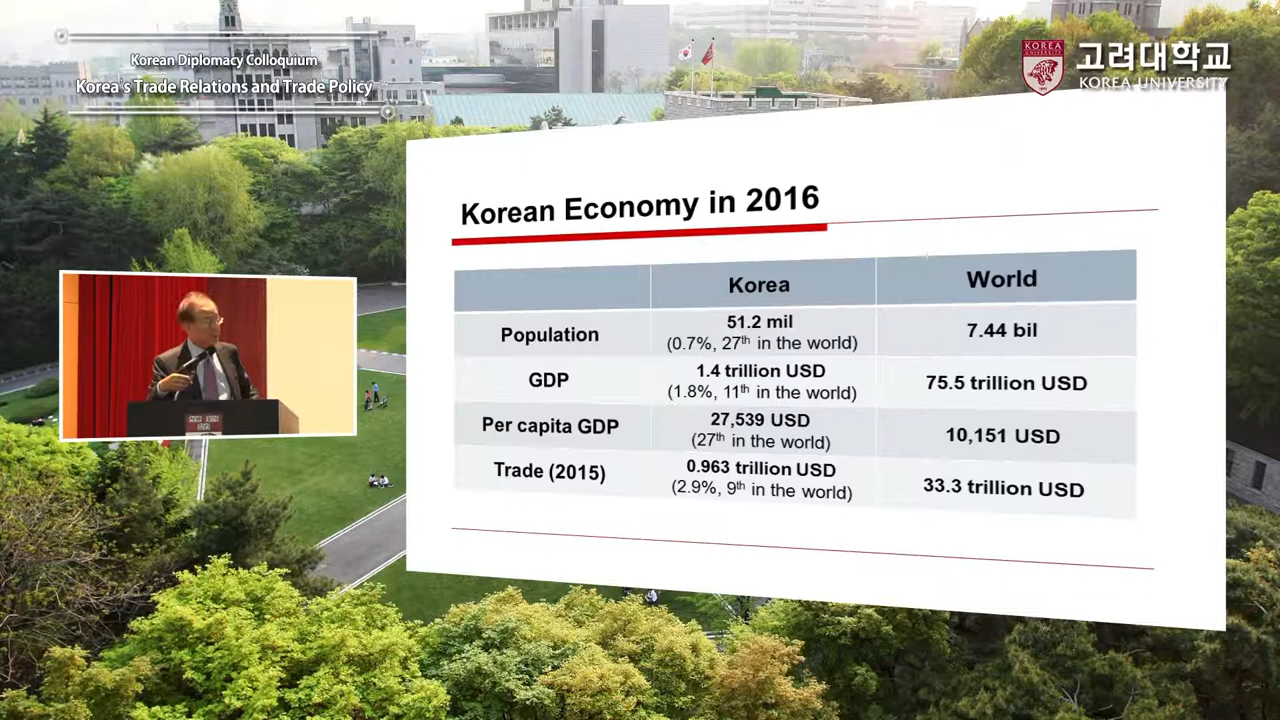 Korean Diplomacy Colloquium
Korea's Trade Relations and Trade Policy
KOREA
UNIVERSITY
고려대학교
KOREA UNIVERSITY
Korean Economy in 2016
Korea World
Population 51.2 mil 7.44 bil
(0.7%, 27th in the world)
GDP 1.4 trillion USD 75.5 trillion USD
(1.8%, 11th in the world)
Per capita GDP 27,539 USD 10,151 USD
(27th in the world)
Trade (2015) 0.963 trillion USD 33.3 trillion USD
(2.9%, 9th in the world)